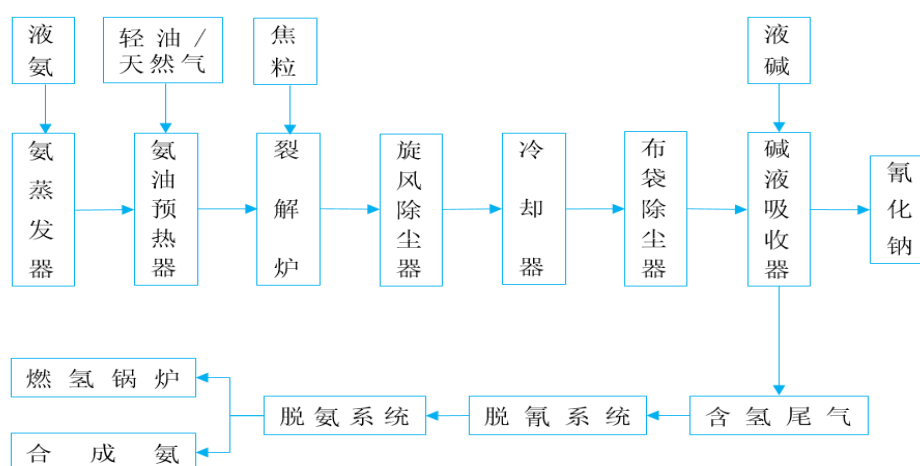 液氨
轻油/
天然气
焦粒
液碱
氨蒸发器
氨油预热器
裂解炉
旋风除尘器
冷却器
布袋除尘器
碱液吸收器
氰化钠
燃氢锅炉
合成氨
脱氨系统
脱氰系统
含氢尾气